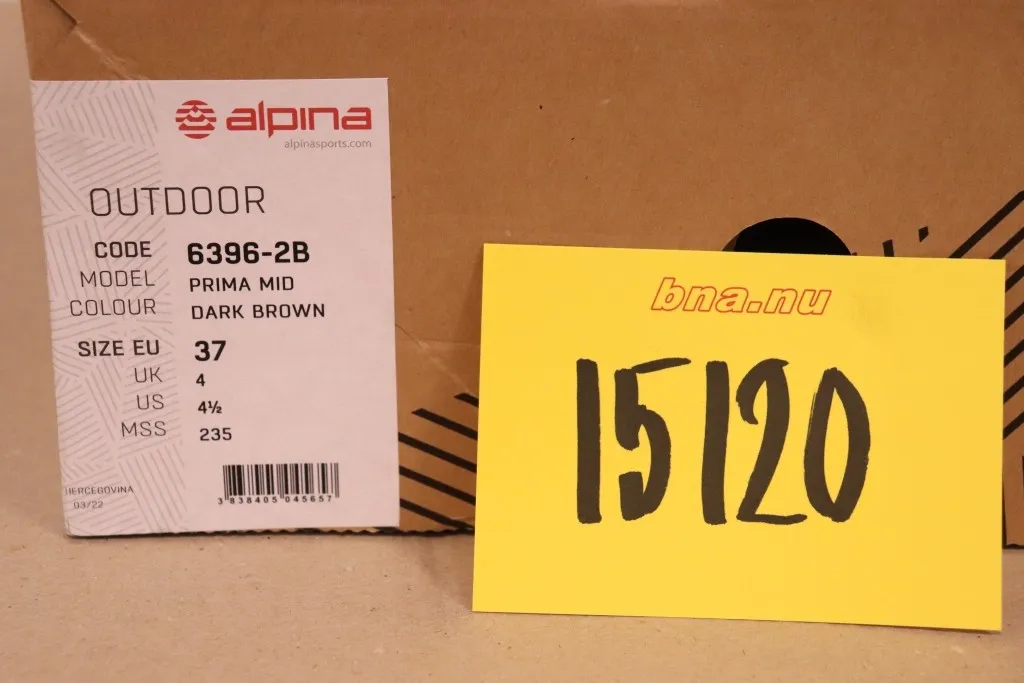 alpina
alpinasports.com
OUTDOOR
CODE 6396-2B
MODEL PRIMA MID
COLOUR DARK BROWN
SIZE EU 37
UK 4
US 4½
MSS 235
HERCEGOVINA
03/22
3 838405 045657
bna.nu
15120